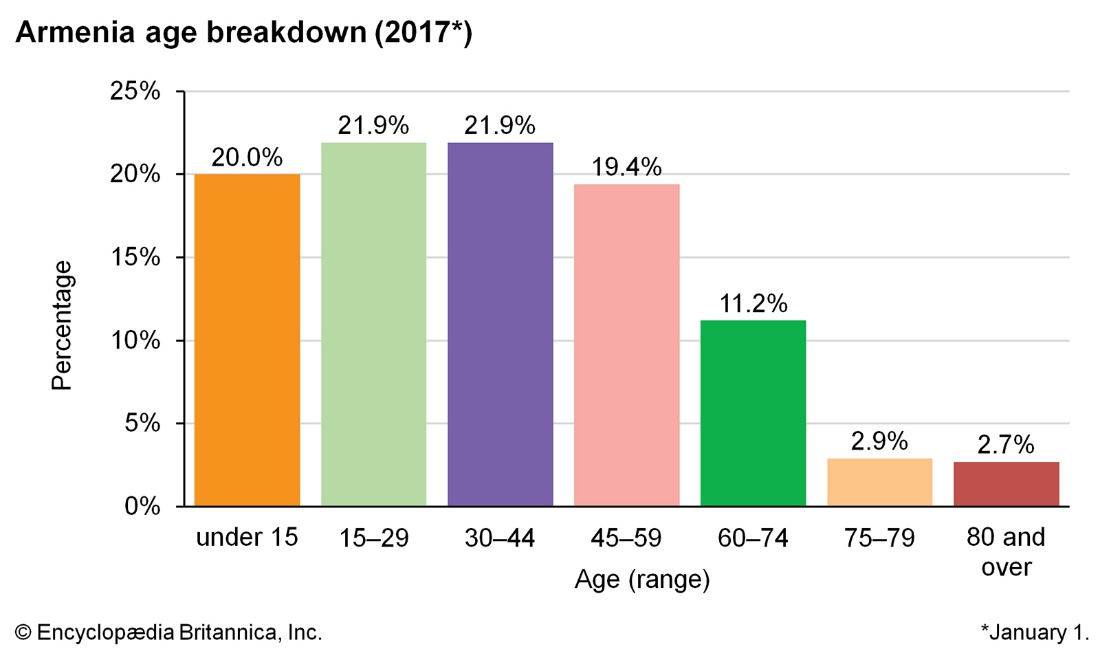 Armenia age breakdown (2017*)
25%
20%
15%
10%
5%
0%
Percentage
20.0%
21.9%
21.9%
19.4%
11.2%
2.9%
2.7%
under 15
15–29
30–44
45–59
60–74
75–79
80 and
over
Age (range)
© Encyclopædia Britannica, Inc.
*January 1.